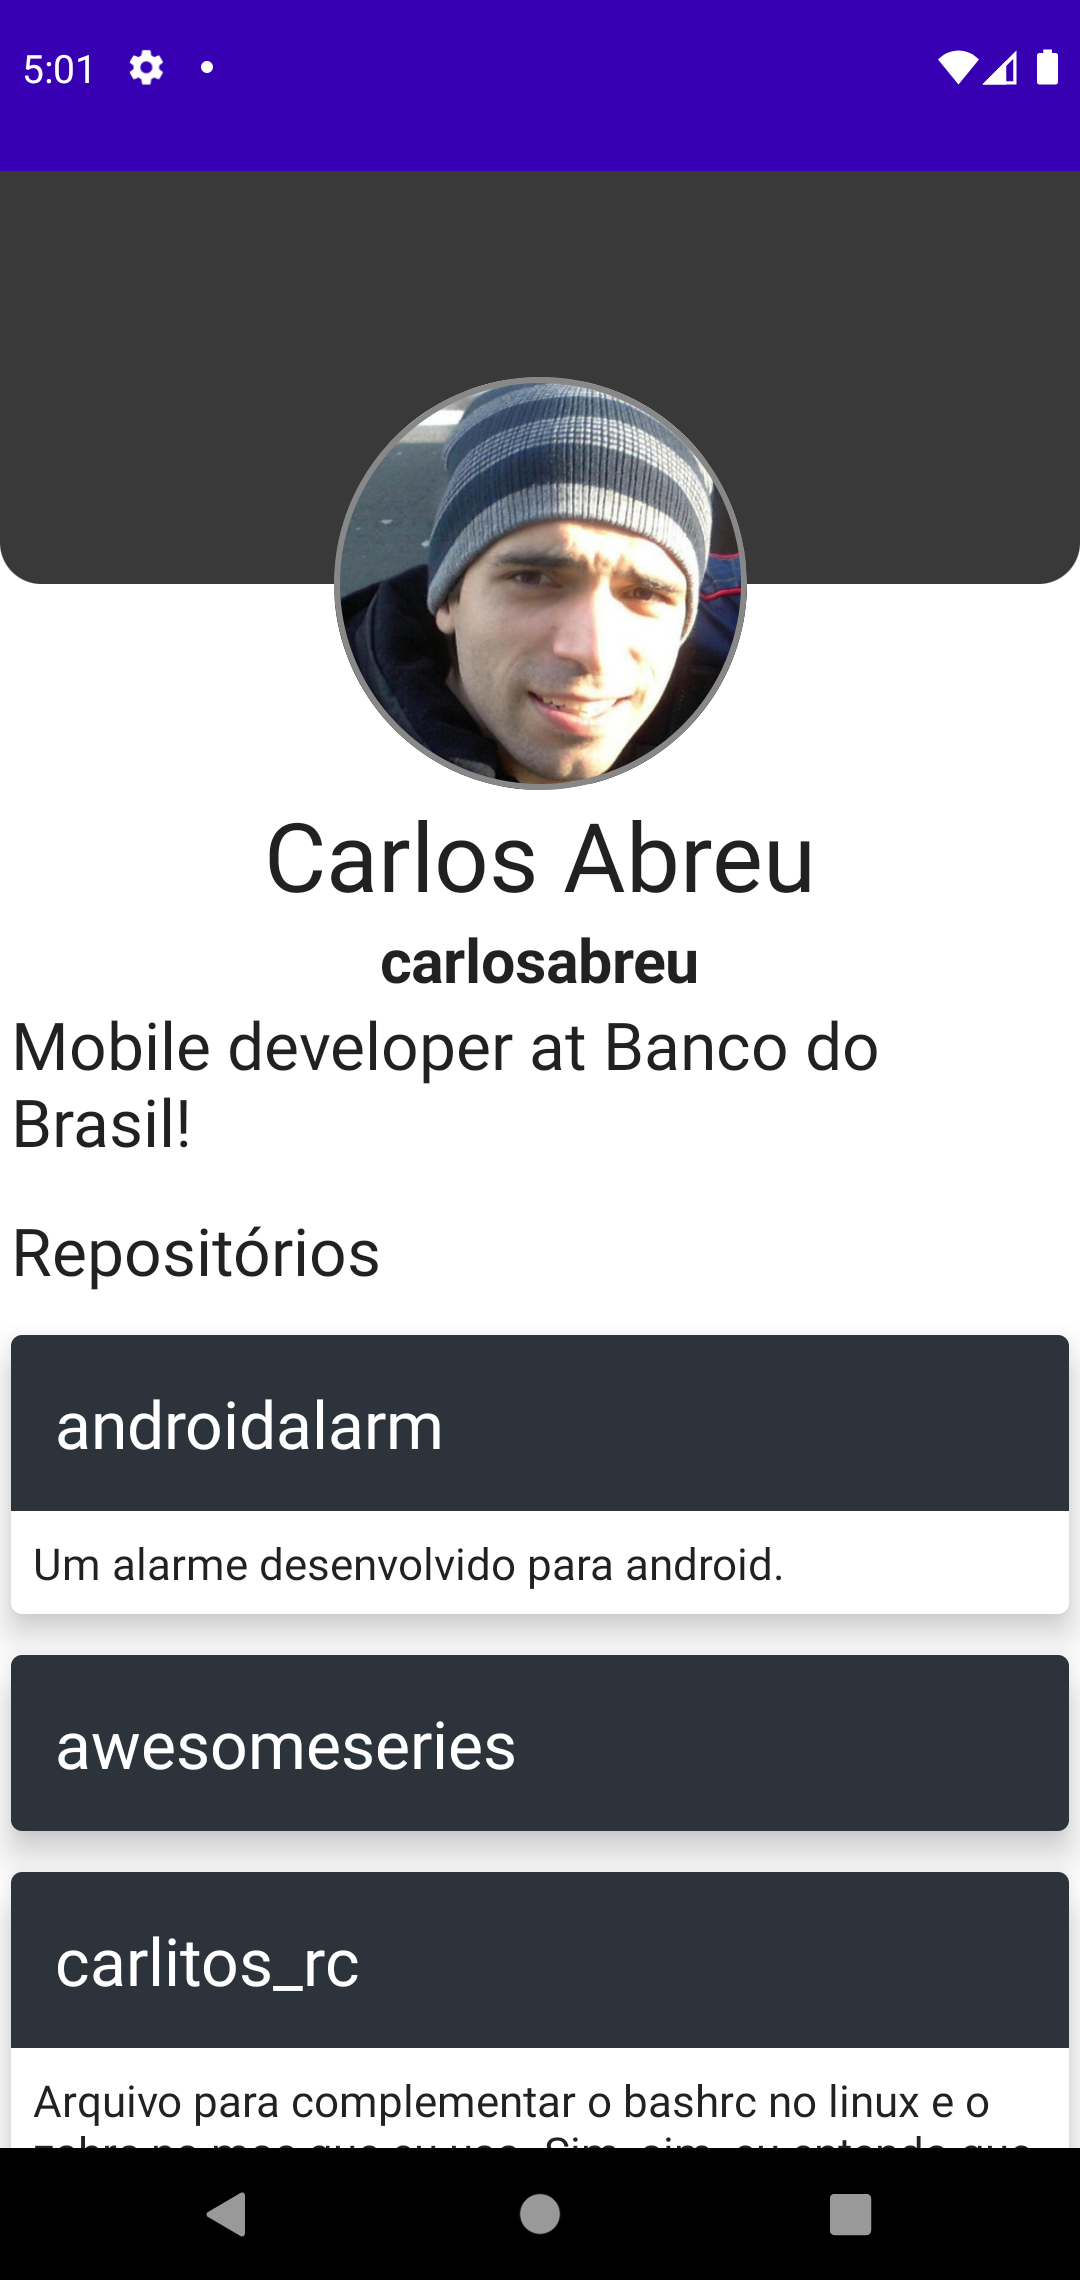 5:01
Carlos Abreu
carlosabreu
Mobile developer at Banco do
Brasil!
Repositórios
androidalarm
Um alarme desenvolvido para android.
awesomeseries
carlitos_rc
Arquivo para complementar o bashrc no linux e o